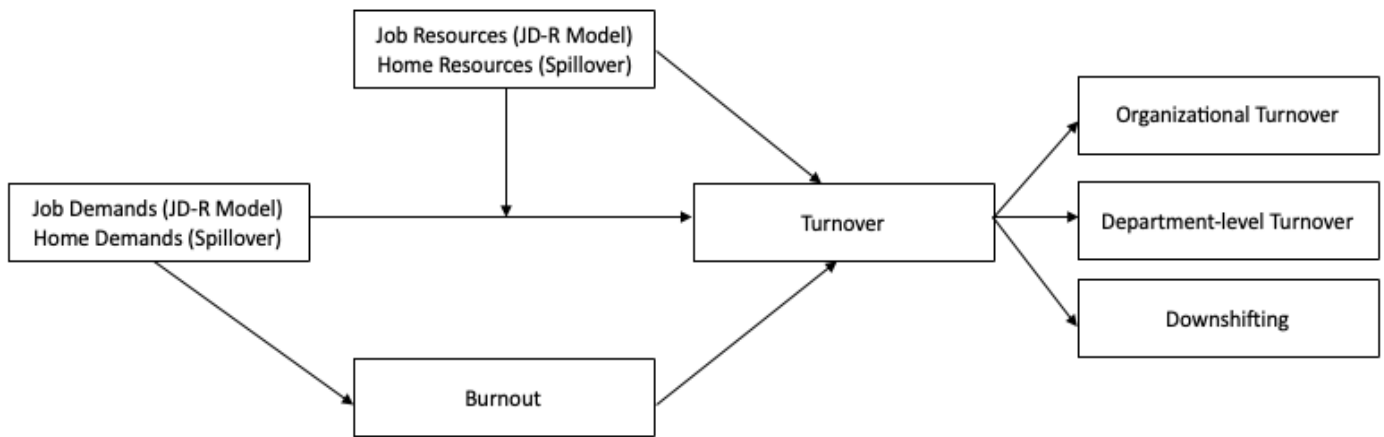 Job Resources (JD-R Model)
Home Resources (Spillover)
Organizational Turnover
Job Demands (JD-R Model)
Home Demands (Spillover)
Turnover
Department-level Turnover
Downshifting
Burnout